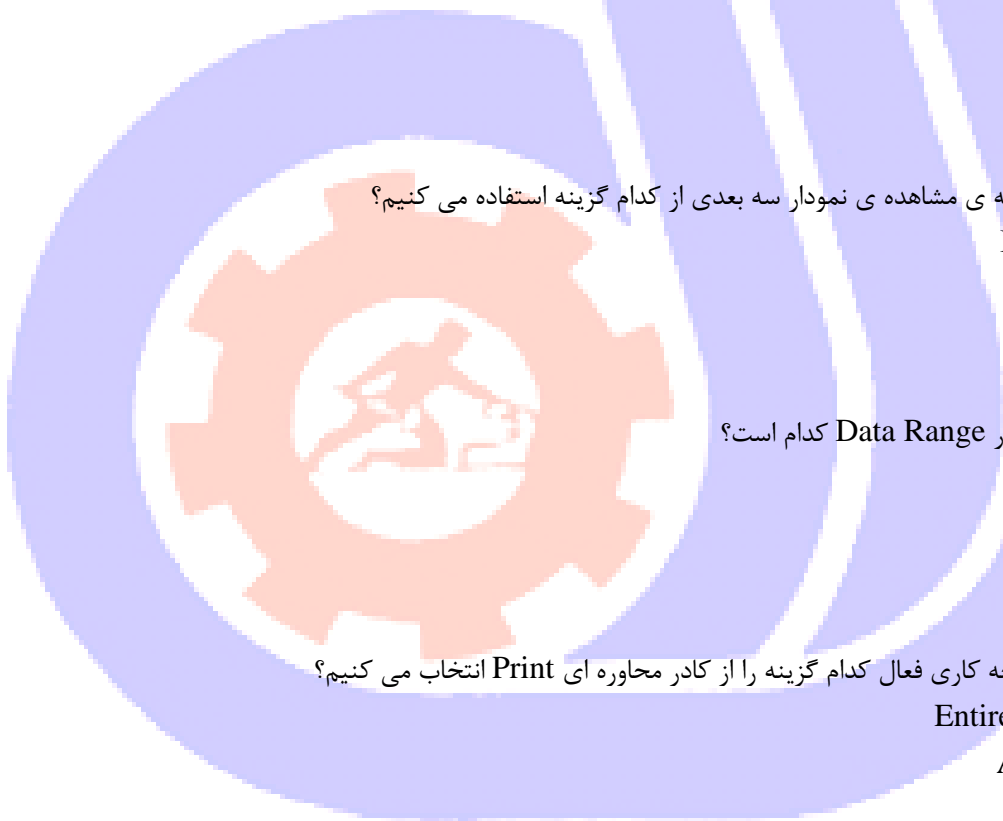 ی مشاهده ی نمودار سه بعدی از کدام گزینه استفاده می کنیم؟
Data Range کدام است؟
کاری فعال کدام گزینه را از کادر محاوره ای Print انتخاب می کنیم؟
Entire